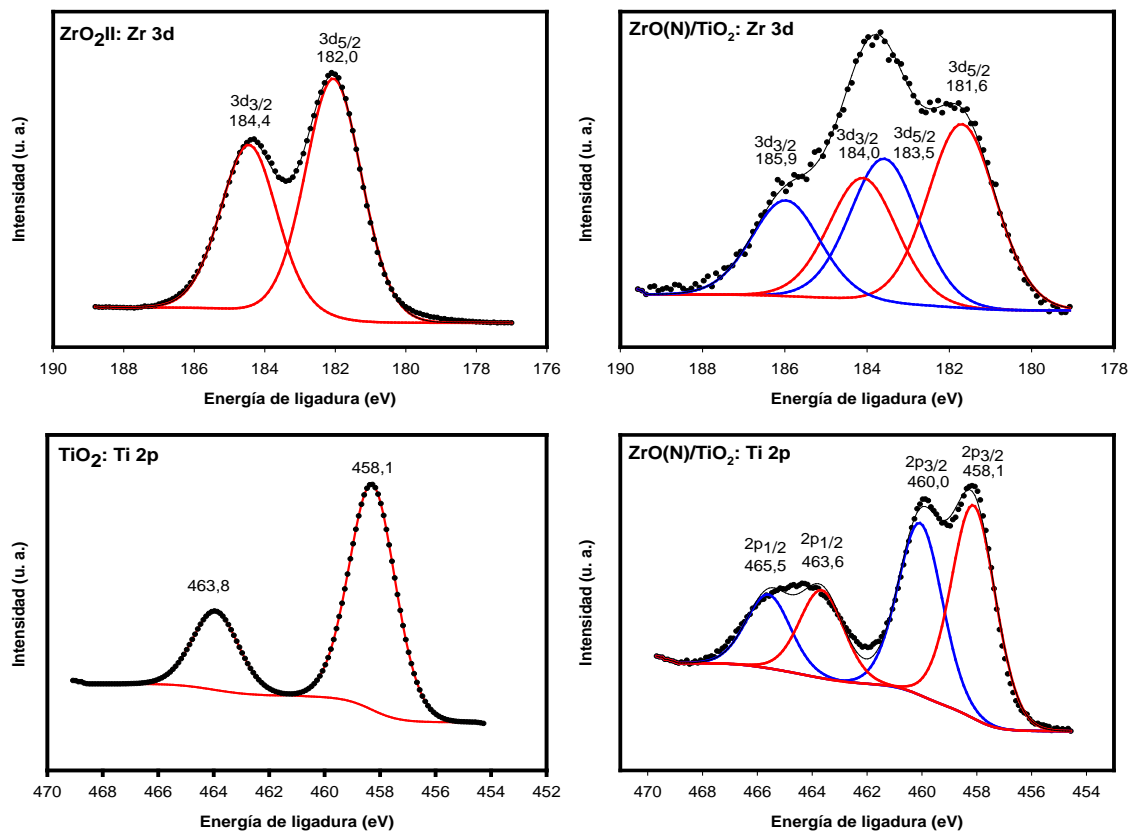 ZrO2II: Zr 3d
3d5/2
182,0
3d3/2
184,4
Intensidad (u. a.)
190 188 186 184 182 180 178 176
Energía de ligadura (eV)
ZrO(N)/TiO2: Zr 3d
3d5/2
181,6
3d3/2
185,9
3d3/2
184,0
3d5/2
183,5
Intensidad (u. a.)
190 188 186 184 182 180 178
Energía de ligadura (eV)
TiO2: Ti 2p
458,1
463,8
Intensidad (u. a.)
470 468 466 464 462 460 458 456 454 452
Energía de ligadura (eV)
ZrO(N)/TiO2: Ti 2p
2p3/2
460,0
2p3/2
458,1
2p1/2
465,5
2p1/2
463,6
Intensidad (u. a.)
470 468 466 464 462 460 458 456 454
Energía de ligadura (eV)